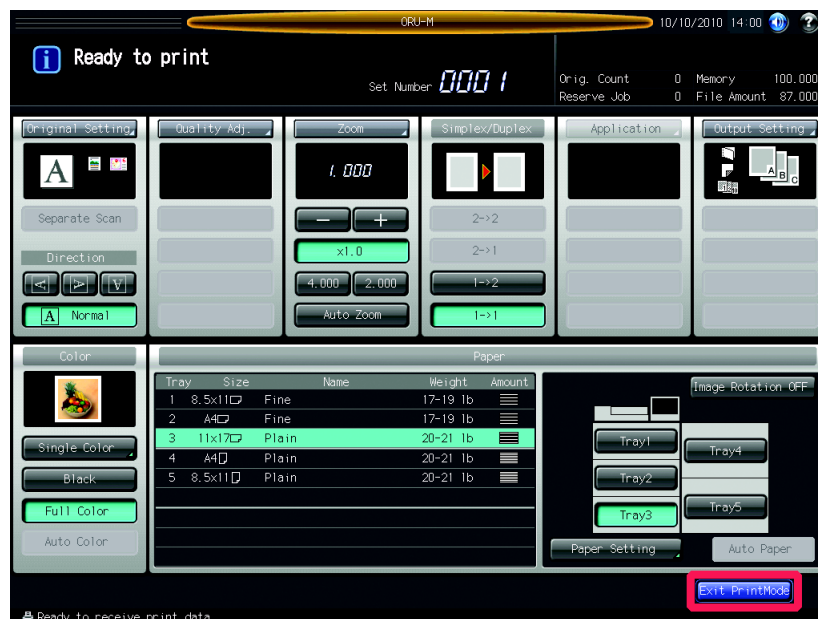 ORU-M 10/10/2010 14:00
Ready to print
Set Number 0001
Orig. Count 0 Memory 100.000
Reserve Job 0 File Amount 87.000
Original Setting Quality Adj. Zoom Simplex/Duplex Application Output Setting
A 1.000 A B C
Separate Scan − + 2->2
Direction ×1.0 2->1
A A A 4.000 2.000 1->2
A Normal Auto Zoom 1->1
Color Paper
Tray Size Name Weight Amount Image Rotation OFF
1 8.5x11 Fine 17-19 lb
2 A4 Fine 17-19 lb
3 11x17 Plain 20-21 lb
4 A4 Plain 20-21 lb
5 8.5x11 Plain 20-21 lb
Single Color Tray1 Tray4
Black Tray2
Full Color Tray3 Tray5
Auto Color Paper Setting Auto Paper
Exit PrintMode
Ready to receive print data